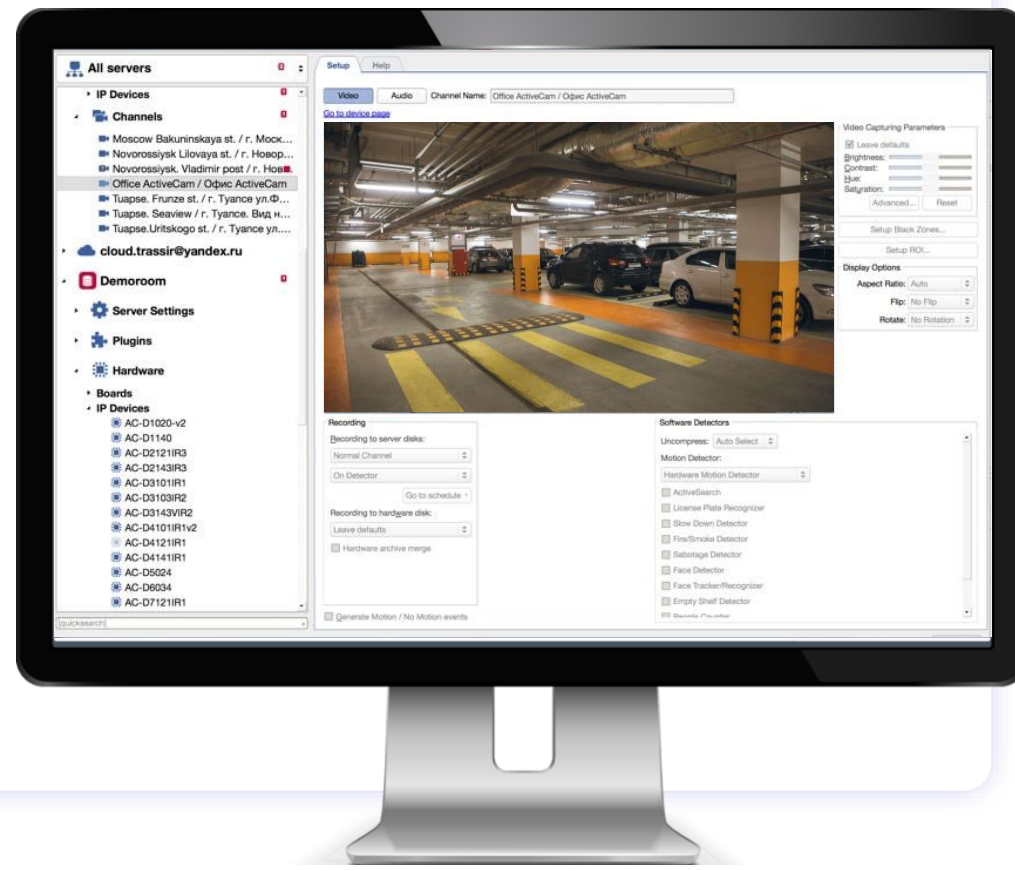 All servers
IP Devices
Channels
Moscow Bakuninskaya st. / г. Моск...
Novorossiysk Lilovaya st. / г. Новор...
Novorossiysk. Vladimir post / г. Нов
Office ActiveCam / Офис ActiveCam
Tuapse. Frunze st. / г. Туапсе ул.Ф...
Tuapse. Seaview / г. Туапсе. Вид н...
Tuapse.Uritskogo st. / г. Туапсе ул....
cloud.trassir@yandex.ru
Demoroom
Server Settings
Plugins
Hardware
Boards
IP Devices
AC-D1020-v2
AC-D1140
AC-D2121IR3
AC-D2143IR3
AC-D3101IR1
AC-D3103IR2
AC-D3143VIR2
AC-D4101IR1v2
AC-D4121IR1
AC-D4141IR1
AC-D5024
AC-D6034
AC-D7121IR1
[quicksearch]
Setup Help
Video Audio Channel Name: Office ActiveCam / Офис ActiveCam
Go to device page
Video Capturing Parameters
Leave defaults
Brightness:
Contrast:
Hue:
Saturation:
Advanced... Reset
Setup Black Zones...
Setup ROI...
Display Options
Aspect Ratio: Auto
Flip: No Flip
Rotate: No Rotation
Recording
Recording to server disks:
Normal Channel
On Detector
Go to schedule
Recording to hardware disk:
Leave defaults
Hardware archive merge
Generate Motion / No Motion events
Software Detectors
Uncompress: Auto Select
Motion Detector:
Hardware Motion Detector
ActiveSearch
License Plate Recognizer
Slow Down Detector
Fire/Smoke Detector
Sabotage Detector
Face Detector
Face Tracker/Recognizer
Empty Shelf Detector
People Counter